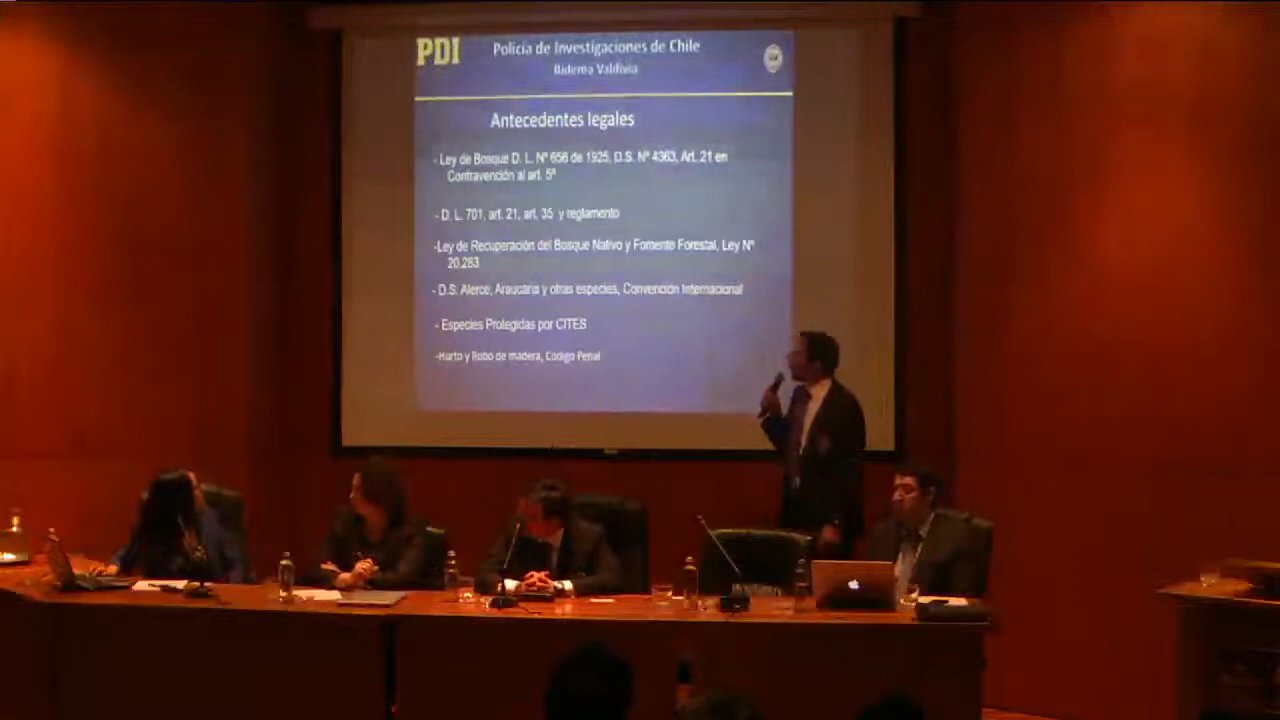 PDI
Policía de Investigaciones de Chile
Bidema Valdivia
Antecedentes legales
- Ley de Bosque D. L. Nº 656 de 1925, D.S. Nº 4363, Art. 21 en
Contravención al art. 5º
- D. L. 701, art. 21, art. 35 y reglamento
-Ley de Recuperación del Bosque Nativo y Fomento Forestal, Ley Nº
20.283
- D.S. Alerce, Araucaria y otras especies, Convención Internacional
- Especies Protegidas por CITES
-Hurto y Robo de madera, Codigo Penal